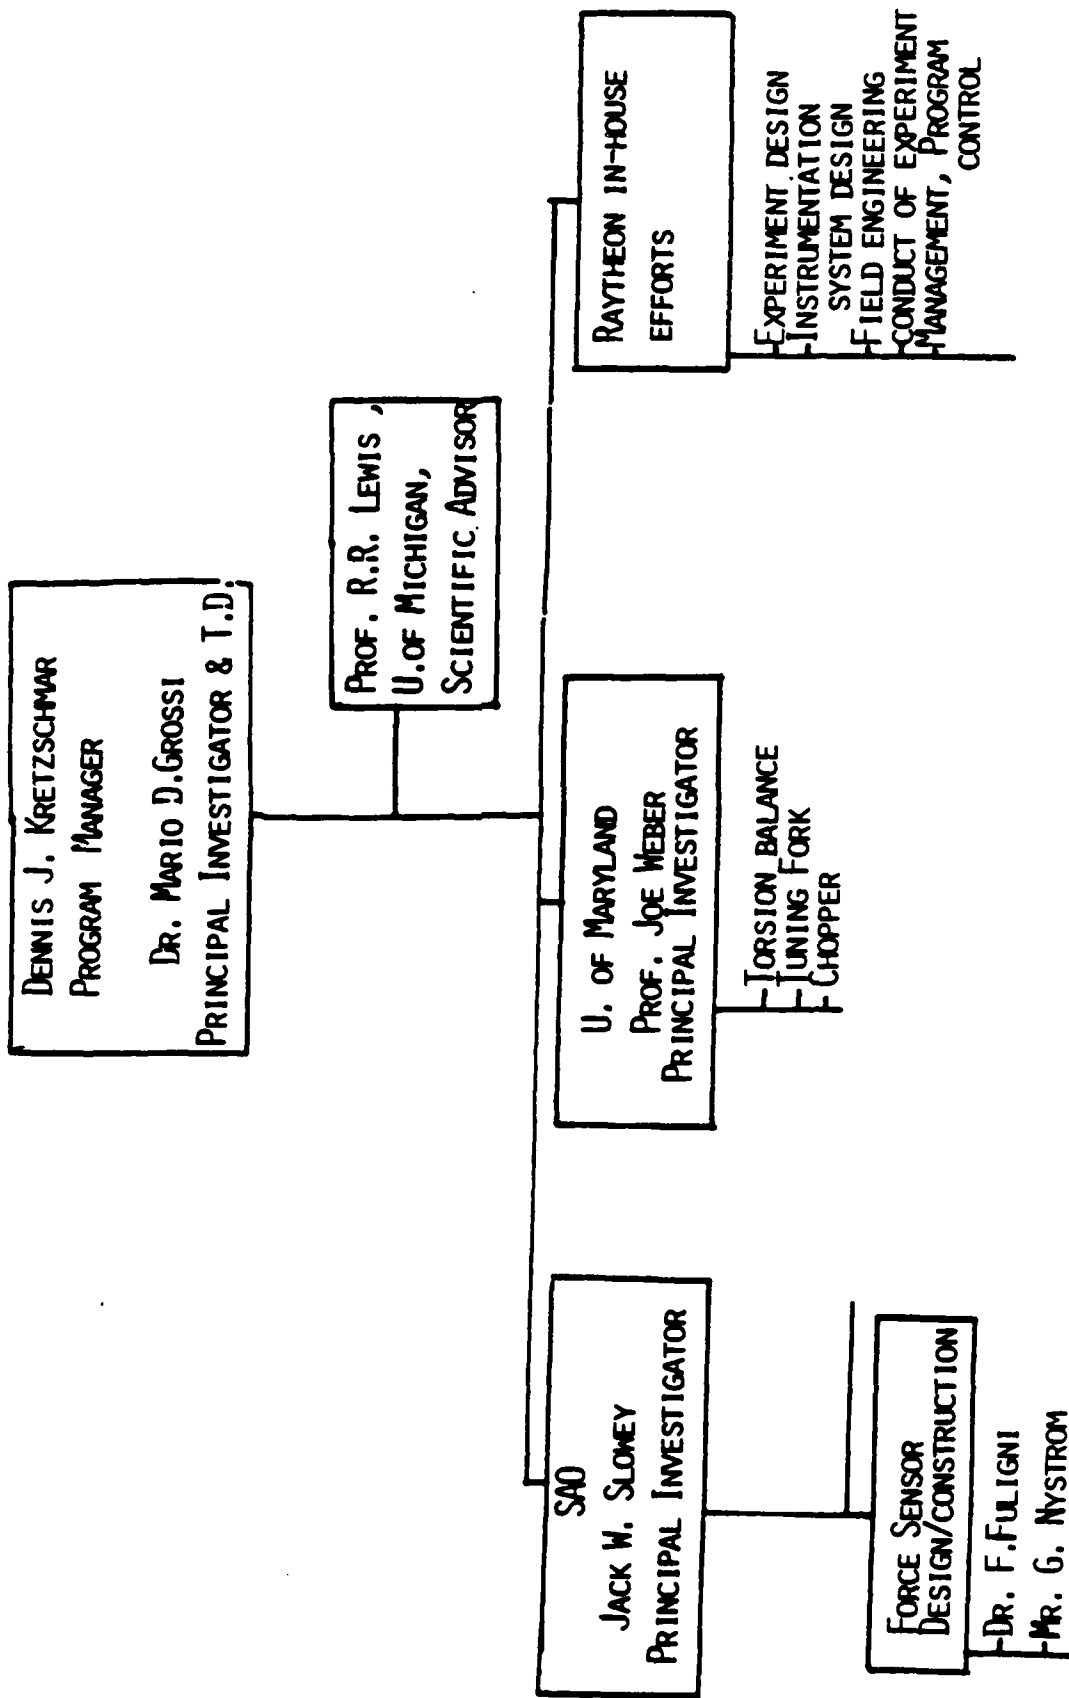 DENNIS J. KRETZSCHMAR
PROGRAM MANAGER
DR. MARIO D.GROSSI
PRINCIPAL INVESTIGATOR & T.D.
PROF. R.R. LEWIS ,
U.OF MICHIGAN,
SCIENTIFIC ADVISOR
SAO
JACK W. SLOWEY
PRINCIPAL INVESTIGATOR
FORCE SENSOR
DESIGN/CONSTRUCTION
DR. F.FULIGNI
MR. G. NYSTROM
U. OF MARYLAND
PROF. JOE WEBER
PRINCIPAL INVESTIGATOR
TORSION BALANCE
TUNING FORK
CHOPPER
RAYTHEON IN-HOUSE
EFFORTS
EXPERIMENT DESIGN
INSTRUMENTATION
SYSTEM DESIGN
FIELD ENGINEERING
CONDUCT OF EXPERIMENT
MANAGEMENT, PROGRAM
CONTROL